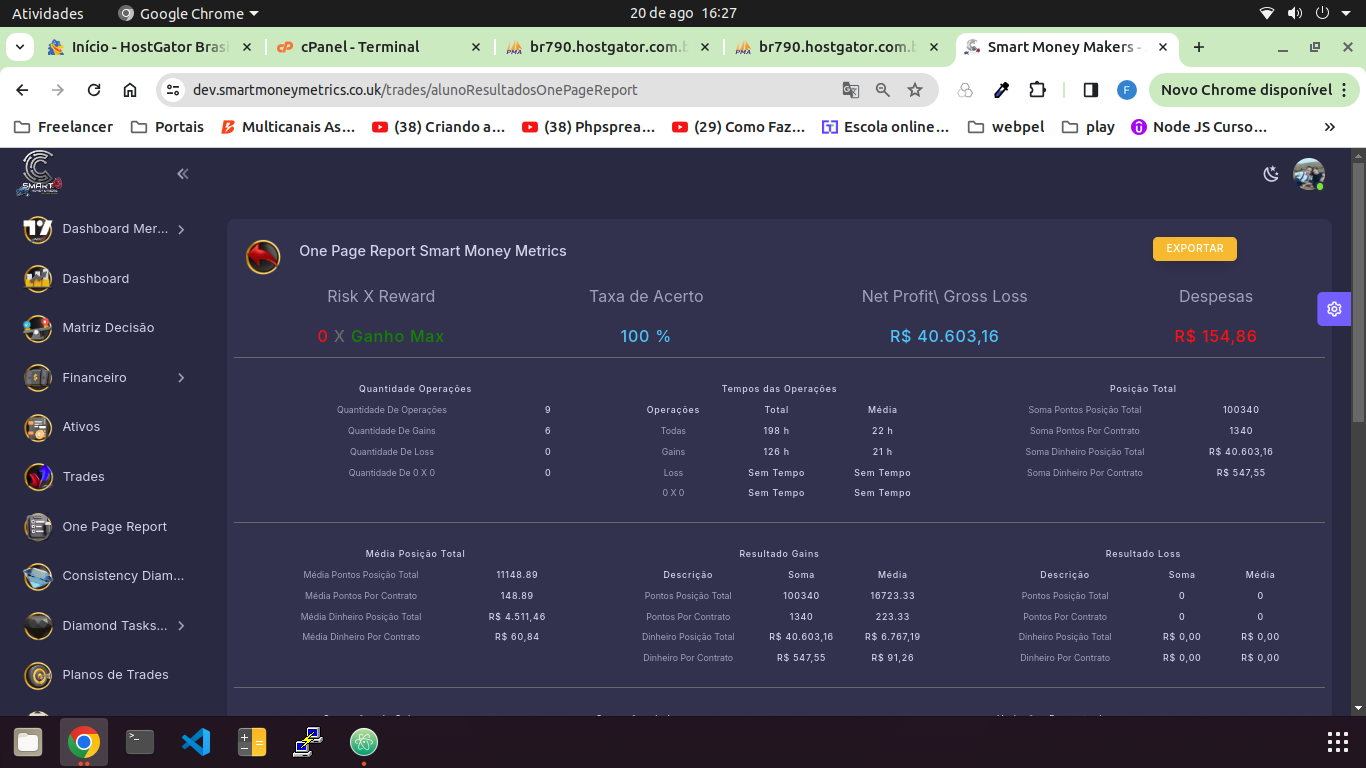 Atividades Google Chrome 20 de ago 16:27
Início - HostGator Brasi cPanel - Terminal br790.hostgator.com.b br790.hostgator.com.b Smart Money Makers -
dev.smartmoneymetrics.co.uk/trades/alunoResultadosOnePageReport F Novo Chrome disponível
Freelancer Portais Multicanais As... (38) Criando a... (38) Phpsprea... (29) Como Faz... Escola online... webpel play Node JS Curso... »
SMART
Dashboard Mer...
Dashboard
Matriz Decisão
Financeiro
Ativos
Trades
One Page Report
Consistency Diam...
Diamond Tasks...
Planos de Trades
One Page Report Smart Money Metrics EXPORTAR
Risk X Reward Taxa de Acerto Net Profit\ Gross Loss Despesas
0 X Ganho Max 100 % R$ 40.603,16 R$ 154,86
Quantidade Operações
Quantidade De Operações 9
Quantidade De Gains 6
Quantidade De Loss 0
Quantidade De 0 X 0 0
Tempos das Operações
Operações Total Média
Todas 198 h 22 h
Gains 126 h 21 h
Loss Sem Tempo Sem Tempo
0 X 0 Sem Tempo Sem Tempo
Posição Total
Soma Pontos Posição Total 100340
Soma Pontos Por Contrato 1340
Soma Dinheiro Posição Total R$ 40.603,16
Soma Dinheiro Por Contrato R$ 547,55
Média Posição Total
Média Pontos Posição Total 11148.89
Média Pontos Por Contrato 148.89
Média Dinheiro Posição Total R$ 4.511,46
Média Dinheiro Por Contrato R$ 60,84
Resultado Gains
Descrição Soma Média
Pontos Posição Total 100340 16723.33
Pontos Por Contrato 1340 223.33
Dinheiro Posição Total R$ 40.603,16 R$ 6.767,19
Dinheiro Por Contrato R$ 547,55 R$ 91,26
Resultado Loss
Descrição Soma Média
Pontos Posição Total 0 0
Pontos Por Contrato 0 0
Dinheiro Posição Total R$ 0,00 R$ 0,00
Dinheiro Por Contrato R$ 0,00 R$ 0,00